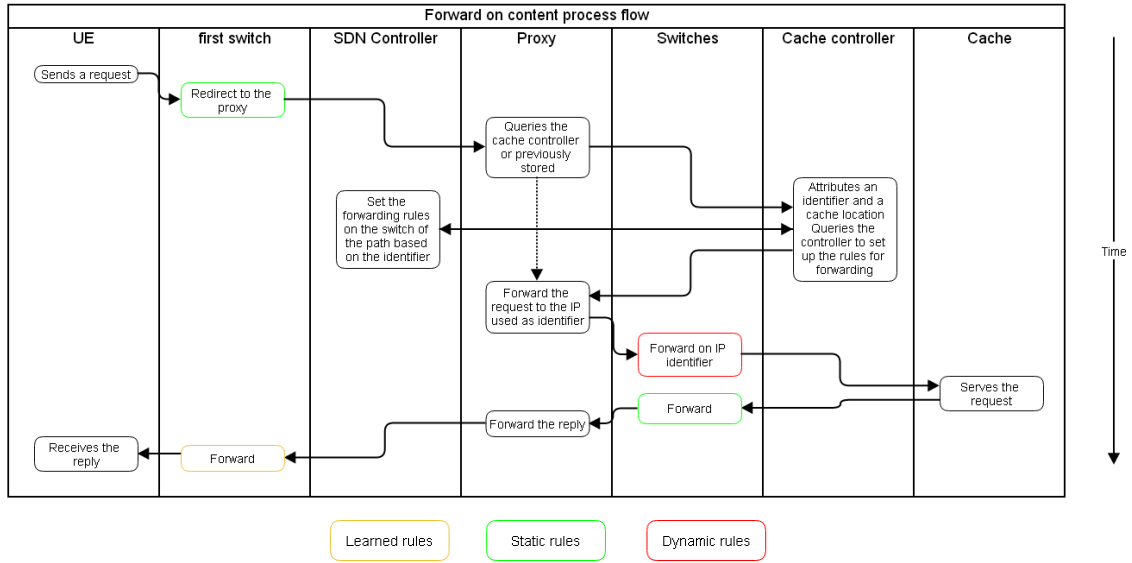 Forward on content process flow
UE
first switch
SDN Controller
Proxy
Switches
Cache controller
Cache
Sends a request
Redirect to the
proxy
Queries the
cache controller
or previously
stored
Set the
forwarding rules
on the switch of
the path based
on the identifier
Attributes an
identifier and a
cache location
Queries the
controller to set
up the rules for
forwarding
Time
Forward the
request to the IP
used as identifier
Forward on IP
identifier
Serves the
request
Forward
Forward the reply
Forward
Receives the
reply
Learned rules
Static rules
Dynamic rules